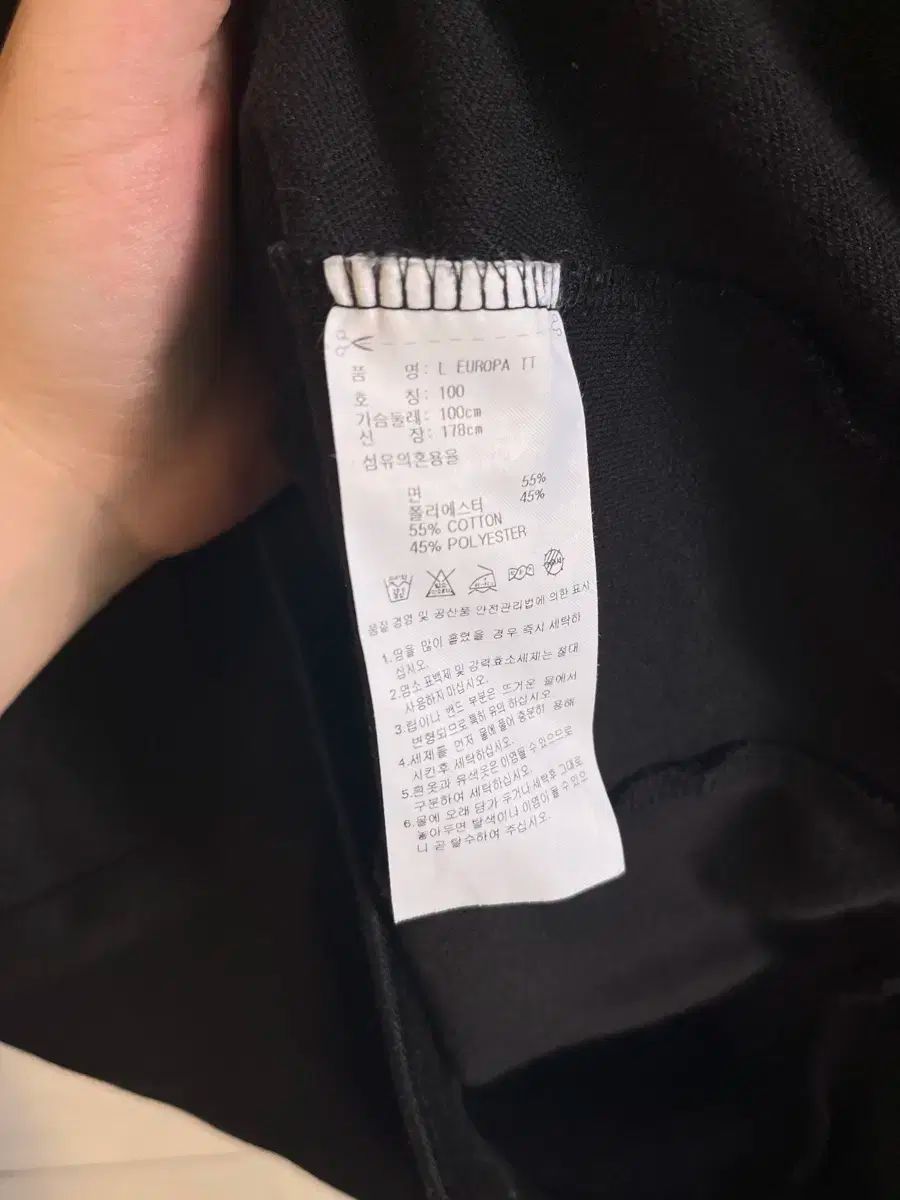 품 명: L EUROPA TT
호 칭: 100
가슴둘레: 100cm
신 장: 178cm
섬유의혼용율
면 55%
폴리에스터 45%
55% COTTON
45% POLYESTER
품질경영 및 공산품 안전관리법에 의한 표시
1.땀을 많이 흘렸을 경우 즉시 세탁하
십시오.
2.염소 표백제 및 강력효소세제는 절대
사용하지마십시오.
3.립이나 밴드 부분은 뜨거운 물에서
변형되므로 특히 유의 하십시오
4.세제를 먼저 물에 풀어 충분히 용해
시킨후 세탁하십시오.
5.흰옷과 유색옷은 이염될 수 있으므로
구분하여 세탁하십시오.
6.물에 오래 담가 두거나 세탁후 그대로
놓아두면 탈색이나 이염이 될 수 있으
니 곧 탈수하여 주십시오.